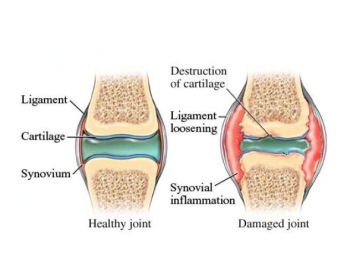 Destruction
of cartilage
Ligament
Cartilage
Synovium
Ligament
loosening
Synovial
inflammation
Healthy joint
Damaged joint